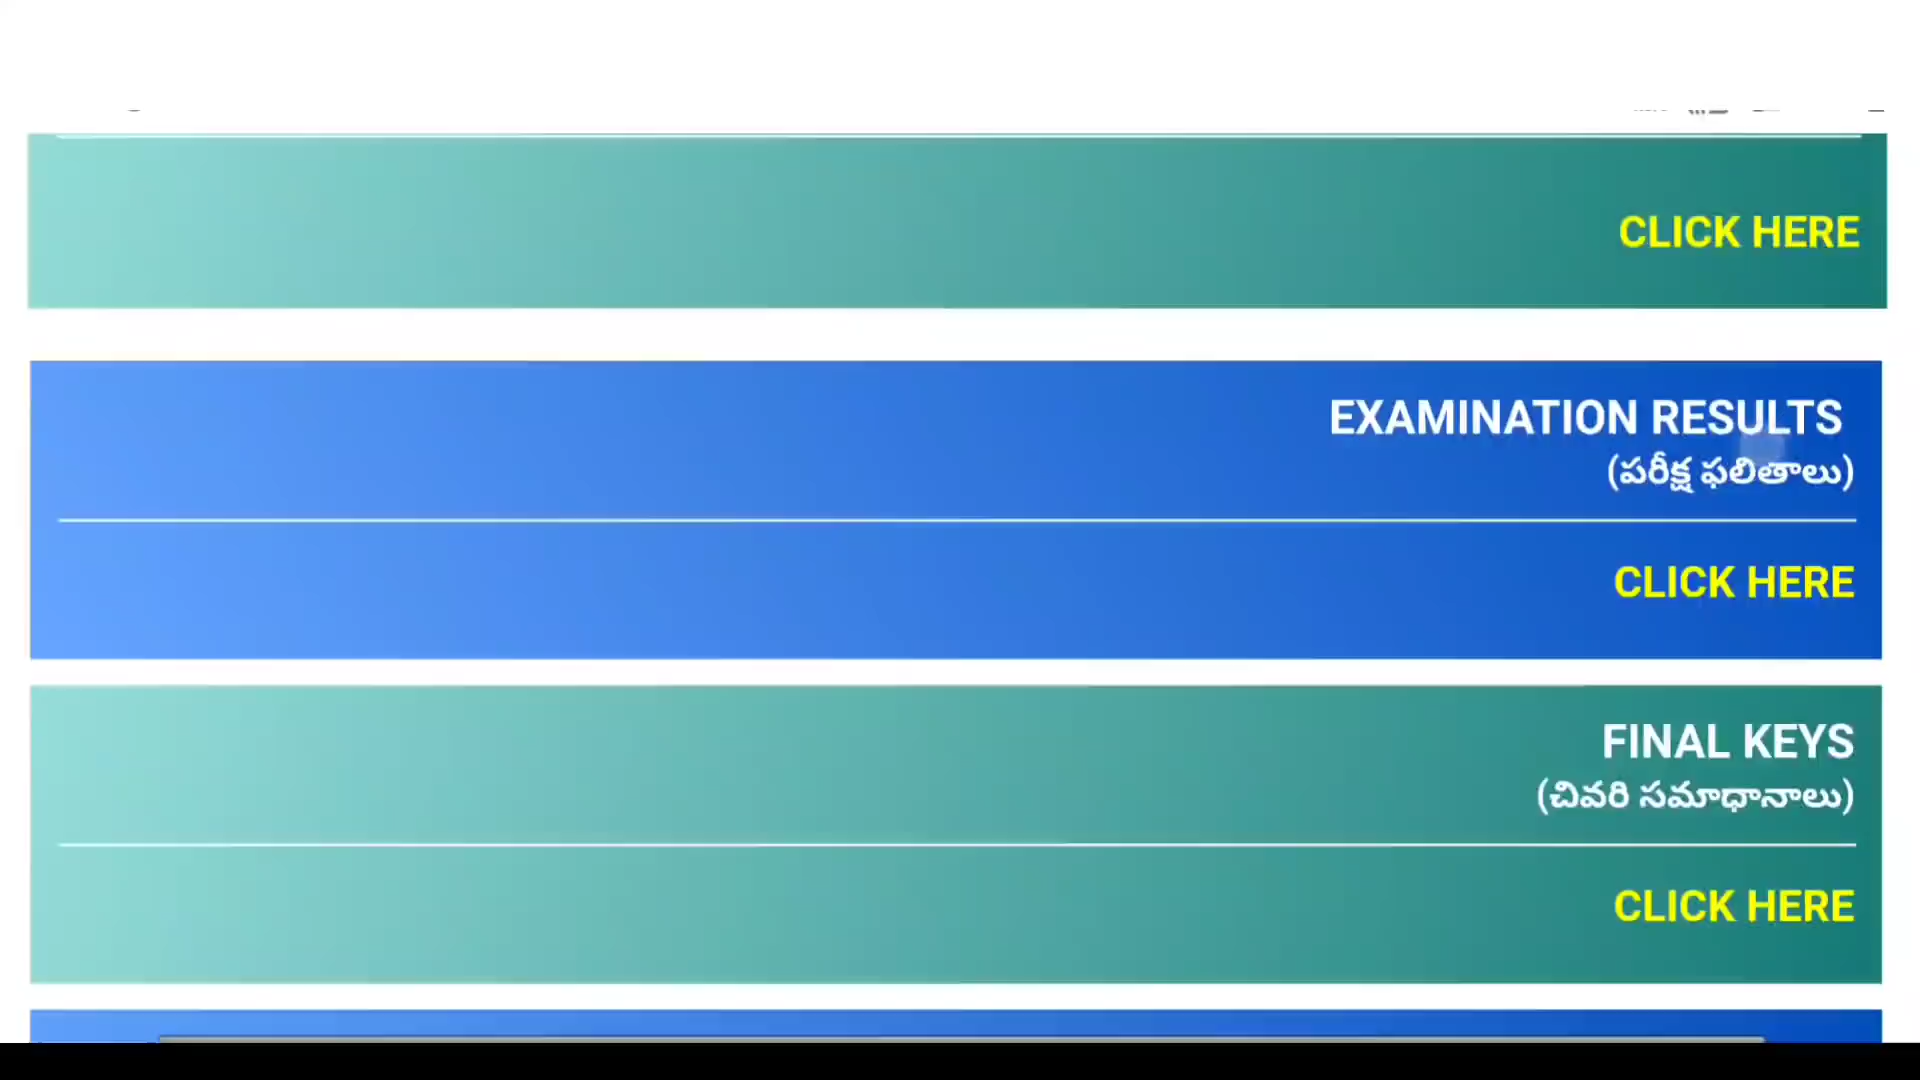 CLICK HERE
EXAMINATION RESULTS
(పరీక్ష ఫలితాలు)
CLICK HERE
FINAL KEYS
(చివరి సమాధానాలు)
CLICK HERE